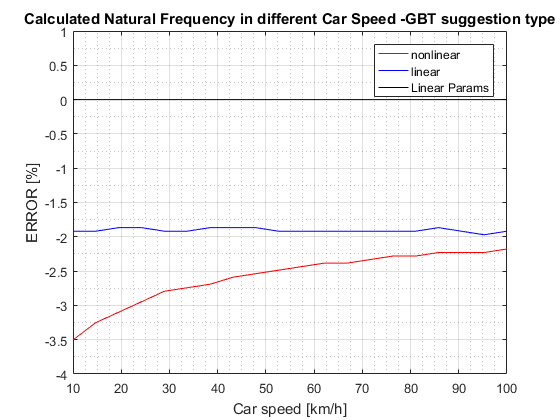 Calculated Natural Frequency in different Car Speed -GBT suggestion type
1
0.5
0
-0.5
-1
-1.5
-2
-2.5
-3
-3.5
-4
ERROR [%]
nonlinear
linear
Linear Params
10 20 30 40 50 60 70 80 90 100
Car speed [km/h]